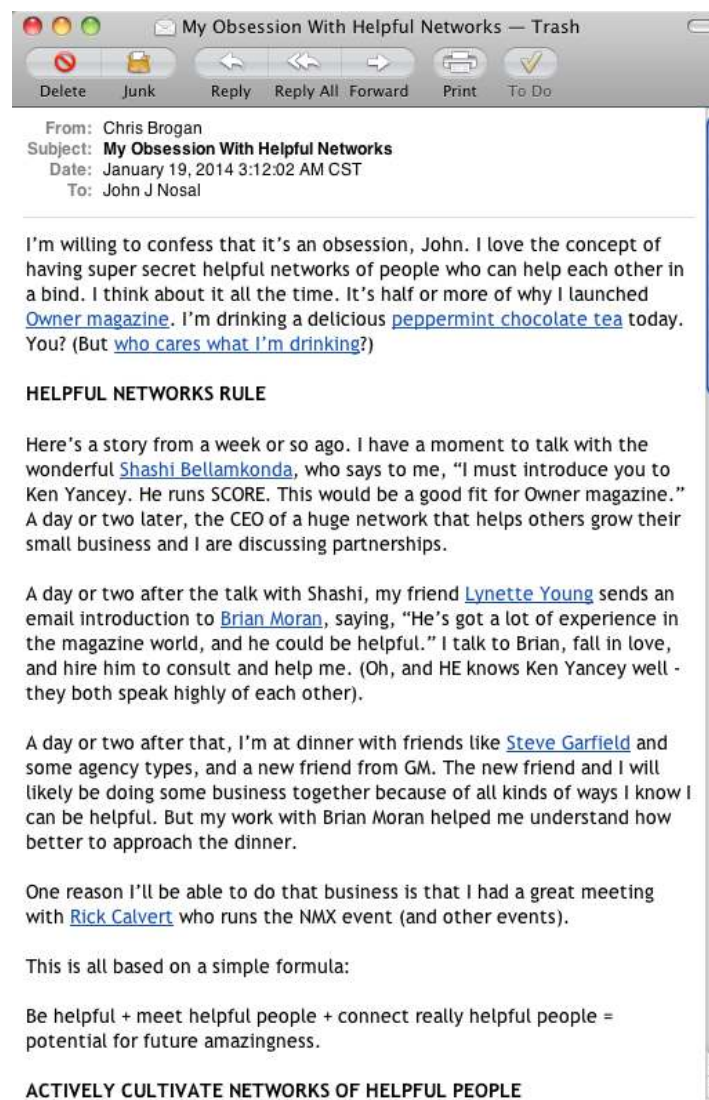 My Obsession With Helpful Networks — Trash
Delete Junk Reply Reply All Forward Print To Do
From: Chris Brogan
Subject: My Obsession With Helpful Networks
Date: January 19, 2014 3:12:02 AM CST
To: John J Nosal
I'm willing to confess that it's an obsession, John. I love the concept of
having super secret helpful networks of people who can help each other in
a bind. I think about it all the time. It's half or more of why I launched
Owner magazine. I'm drinking a delicious peppermint chocolate tea today.
You? (But who cares what I'm drinking?)
HELPFUL NETWORKS RULE
Here's a story from a week or so ago. I have a moment to talk with the
wonderful Shashi Bellamkonda, who says to me, “I must introduce you to
Ken Yancey. He runs SCORE. This would be a good fit for Owner magazine.”
A day or two later, the CEO of a huge network that helps others grow their
small business and I are discussing partnerships.
A day or two after the talk with Shashi, my friend Lynette Young sends an
email introduction to Brian Moran, saying, “He's got a lot of experience in
the magazine world, and he could be helpful.” I talk to Brian, fall in love,
and hire him to consult and help me. (Oh, and HE knows Ken Yancey well -
they both speak highly of each other).
A day or two after that, I'm at dinner with friends like Steve Garfield and
some agency types, and a new friend from GM. The new friend and I will
likely be doing some business together because of all kinds of ways I know I
can be helpful. But my work with Brian Moran helped me understand how
better to approach the dinner.
One reason I'll be able to do that business is that I had a great meeting
with Rick Calvert who runs the NMX event (and other events).
This is all based on a simple formula:
Be helpful + meet helpful people + connect really helpful people =
potential for future amazingness.
ACTIVELY CULTIVATE NETWORKS OF HELPFUL PEOPLE